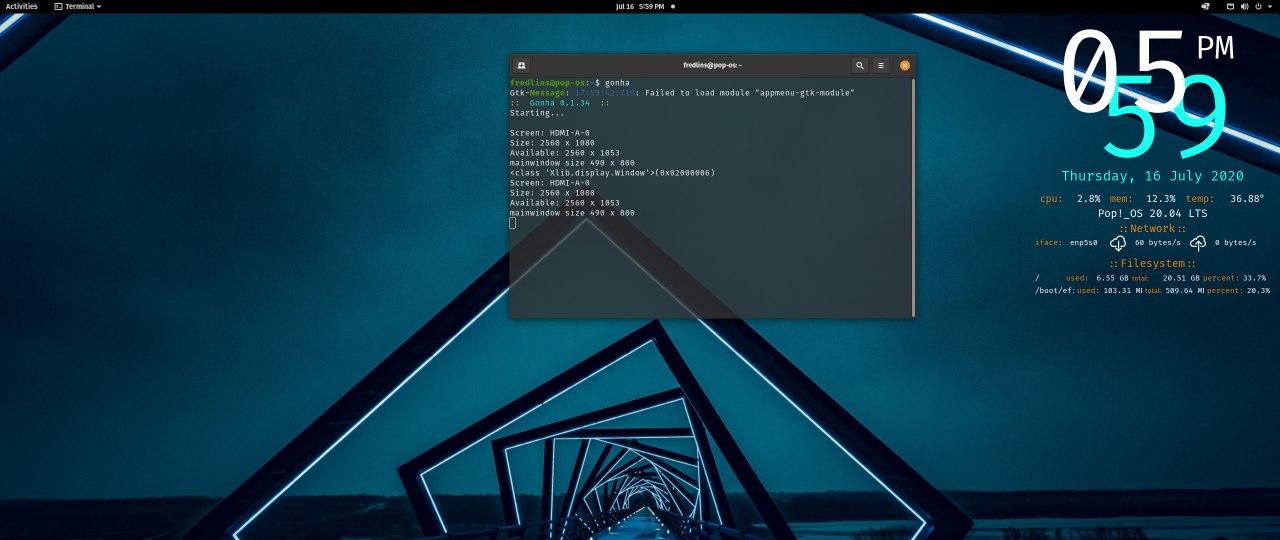 Activities Terminal Jul 16 5:59 PM
fredlins@pop-os: ~
fredlins@pop-os:~$ gonha
Gtk-Message: 17:59:42.719: Failed to load module "appmenu-gtk-module"
:: Gonha 0.1.34 ::
Starting...
Screen: HDMI-A-0
Size: 2560 x 1080
Available: 2560 x 1053
mainwindow size 490 x 800
<class 'Xlib.display.Window'>(0x02000006)
Screen: HDMI-A-0
Size: 2560 x 1080
Available: 2560 x 1053
mainwindow size 490 x 800
05 PM
59
Thursday, 16 July 2020
cpu: 2.8% mem: 12.3% temp: 36.88°
Pop!_OS 20.04 LTS
::Network::
iface: enp5s0 60 bytes/s 0 bytes/s
::Filesystem::
/ used: 6.55 GB total: 20.51 GB percent: 33.7%
/boot/ef: used: 103.31 MI total: 509.64 MI percent: 20.3%